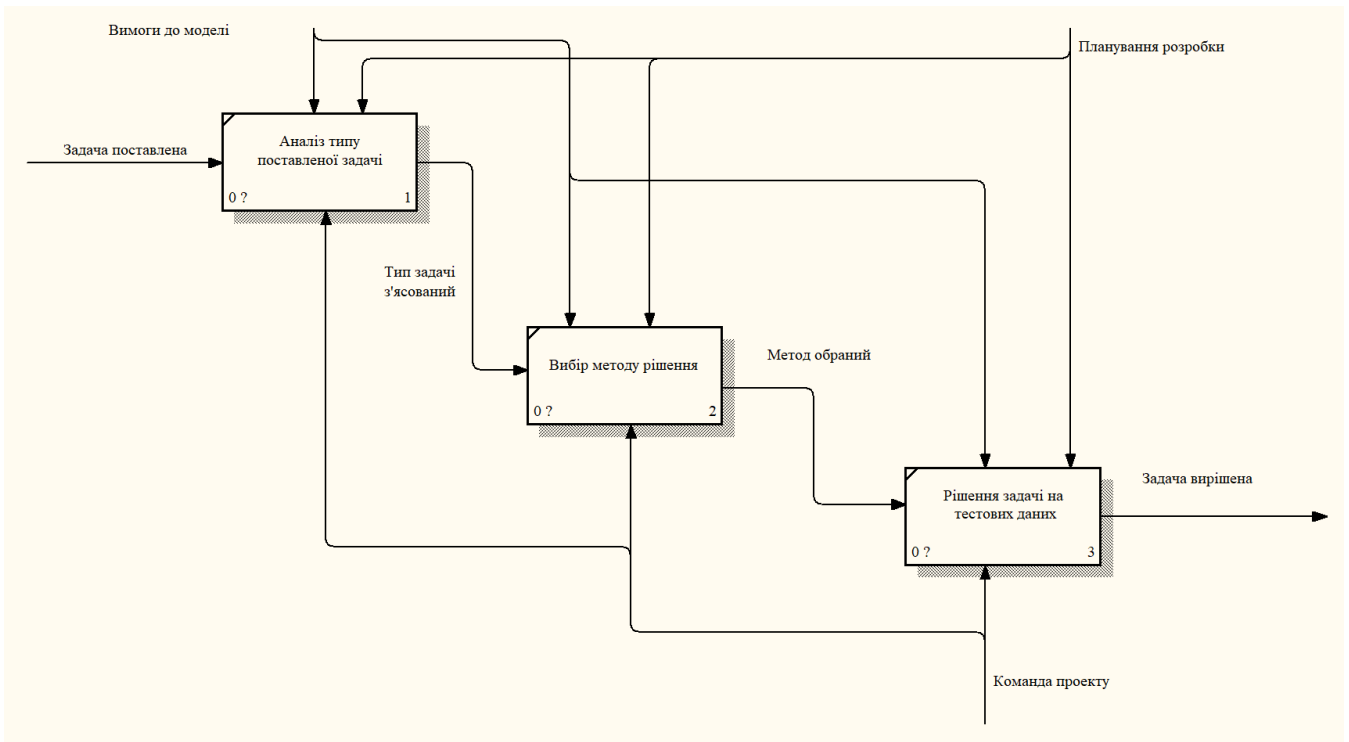 Вимоги до моделі
Планування розробки
Задача поставлена
Аналіз типу
поставленої задачі
0 ?
1
Тип задачі
з'ясований
Вибір методу рішення
0 ?
2
Метод обраний
Рішення задачі на
тестових даних
0 ?
3
Задача вирішена
Команда проекту